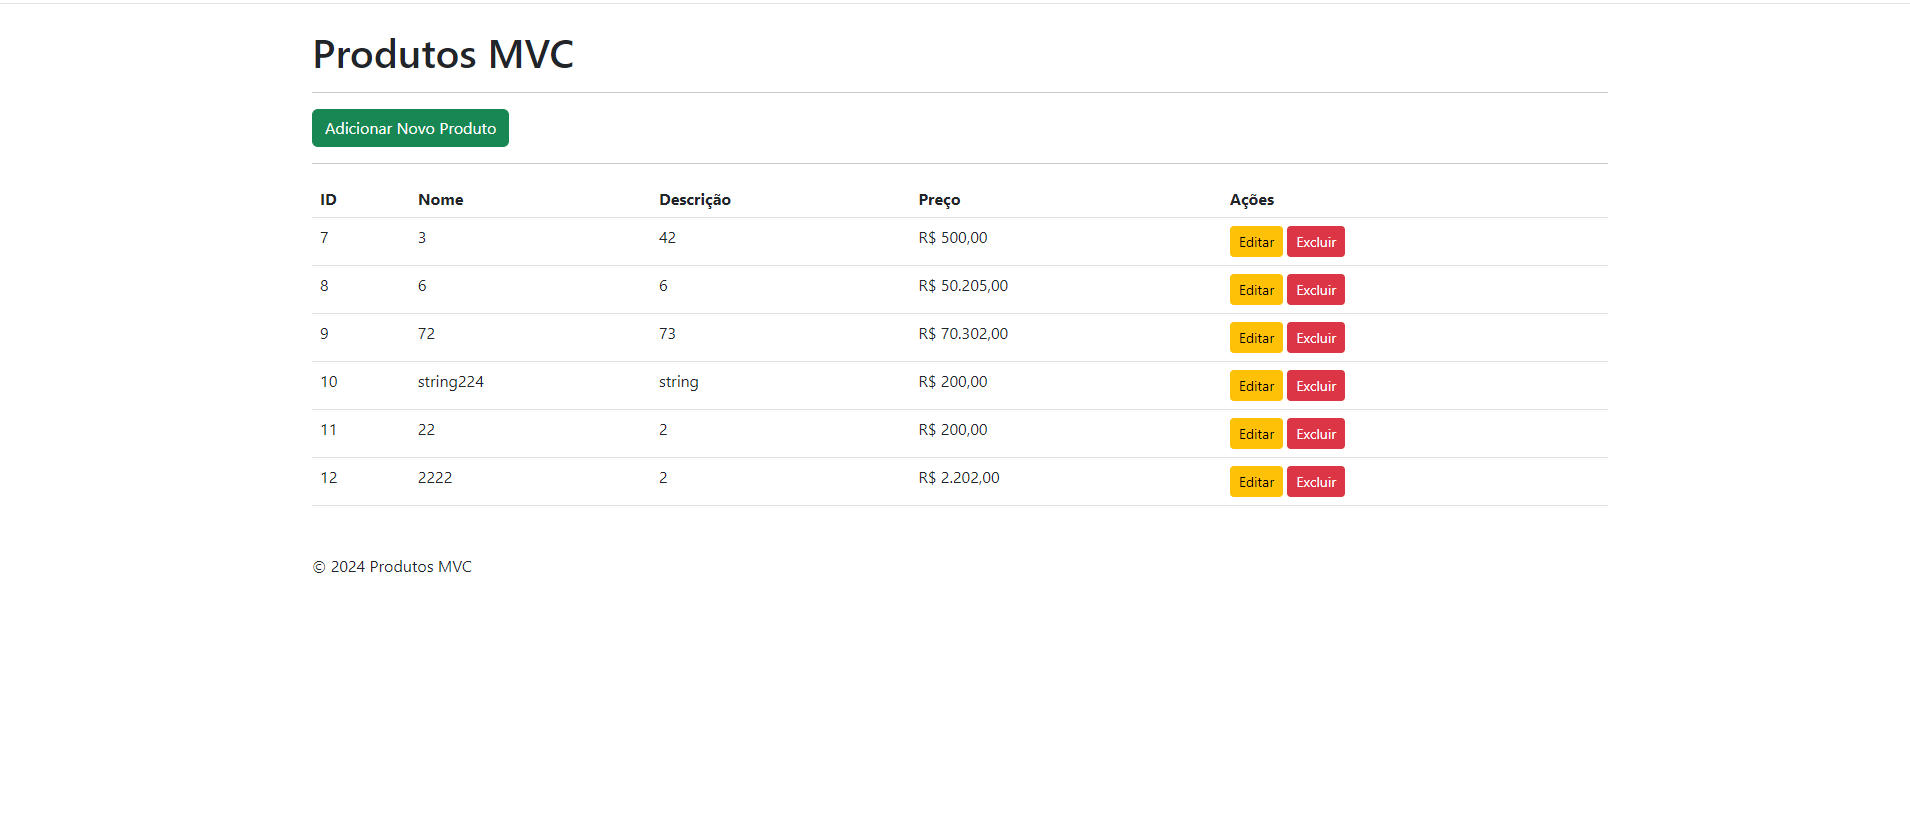 Produtos MVC
Adicionar Novo Produto
ID Nome Descrição Preço Ações
7 3 42 R$ 500,00 Editar Excluir
8 6 6 R$ 50.205,00 Editar Excluir
9 72 73 R$ 70.302,00 Editar Excluir
10 string224 string R$ 200,00 Editar Excluir
11 22 2 R$ 200,00 Editar Excluir
12 2222 2 R$ 2.202,00 Editar Excluir
© 2024 Produtos MVC